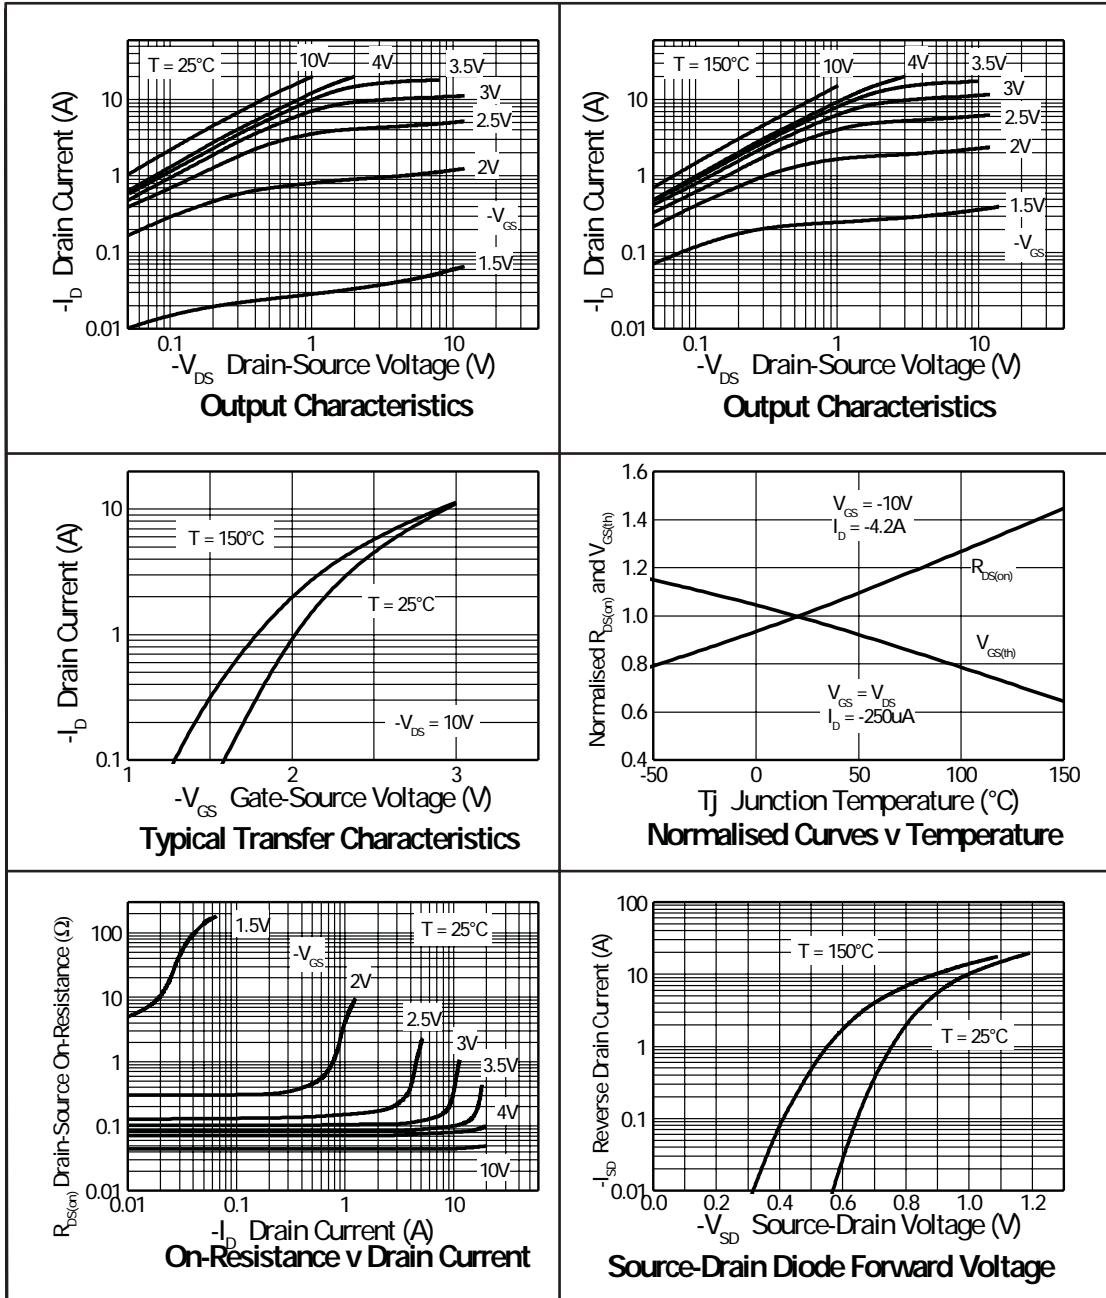 T = 25°C
10V
4V
3.5V
3V
2.5V
2V
-VGS
1.5V
10
1
0.1
0.01
0.1
1
10
-ID Drain Current (A)
-VDS Drain-Source Voltage (V)
Output Characteristics
T = 150°C
10V
4V
3.5V
3V
2.5V
2V
1.5V
-VGS
10
1
0.1
0.01
0.1
1
10
-ID Drain Current (A)
-VDS Drain-Source Voltage (V)
Output Characteristics
10
1
0.1
T = 150°C
T = 25°C
-VDS = 10V
1
2
3
-ID Drain Current (A)
-VGS Gate-Source Voltage (V)
Typical Transfer Characteristics
1.6
1.4
1.2
1.0
0.8
0.6
0.4
VGS = -10V
ID = -4.2A
RDS(on)
VGS(th)
VGS = VDS
ID = -250uA
-50
0
50
100
150
Normalised RDS(on) and VGS(th)
Tj Junction Temperature (°C)
Normalised Curves v Temperature
100
10
1
0.1
0.01
1.5V
T = 25°C
-VGS
2V
2.5V
3V
3.5V
4V
10V
0.01
0.1
1
10
RDS(on) Drain-Source On-Resistance (Ω)
-ID Drain Current (A)
On-Resistance v Drain Current
100
10
1
0.1
0.01
T = 150°C
T = 25°C
0.0
0.2
0.4
0.6
0.8
1.0
1.2
-ISD Reverse Drain Current (A)
-VSD Source-Drain Voltage (V)
Source-Drain Diode Forward Voltage